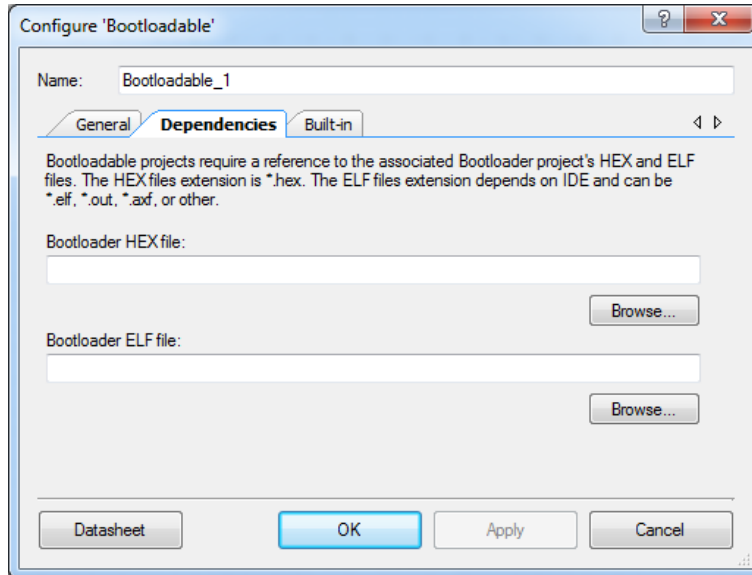 Configure 'Bootloadable'
Name: Bootloadable_1
General Dependencies Built-in
Bootloadable projects require a reference to the associated Bootloader project's HEX and ELF
files. The HEX files extension is *.hex. The ELF files extension depends on IDE and can be
*.elf, *.out, *.axf, or other.
Bootloader HEX file:
Browse...
Bootloader ELF file:
Browse...
Datasheet OK Apply Cancel